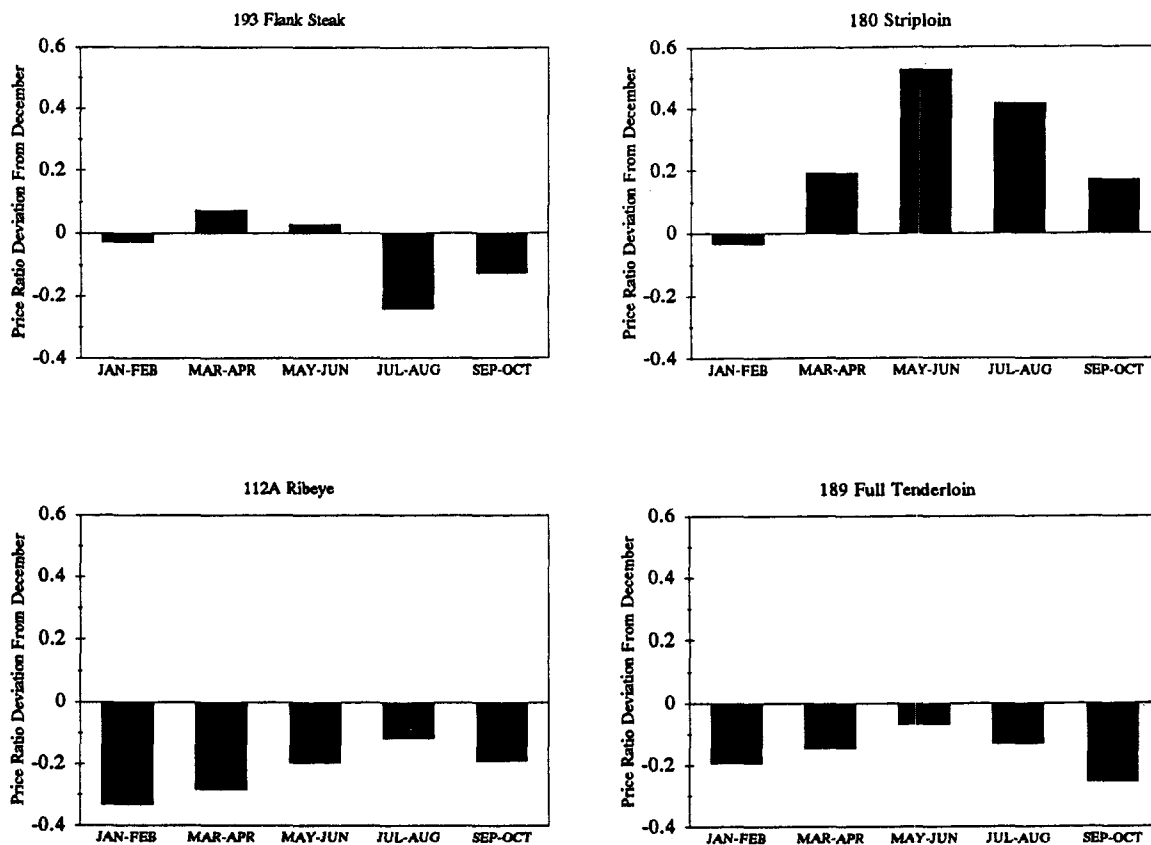 193 Flank Steak
Price Ratio Deviation From December
0.6
0.4
0.2
0
-0.2
-0.4
JAN-FEB MAR-APR MAY-JUN JUL-AUG SEP-OCT
180 Striploin
Price Ratio Deviation From December
0.6
0.4
0.2
0
-0.2
-0.4
JAN-FEB MAR-APR MAY-JUN JUL-AUG SEP-OCT
112A Ribeye
Price Ratio Deviation From December
0.6
0.4
0.2
0
-0.2
-0.4
JAN-FEB MAR-APR MAY-JUN JUL-AUG SEP-OCT
189 Full Tenderloin
Price Ratio Deviation From December
0.6
0.4
0.2
0
-0.2
-0.4
JAN-FEB MAR-APR MAY-JUN JUL-AUG SEP-OCT